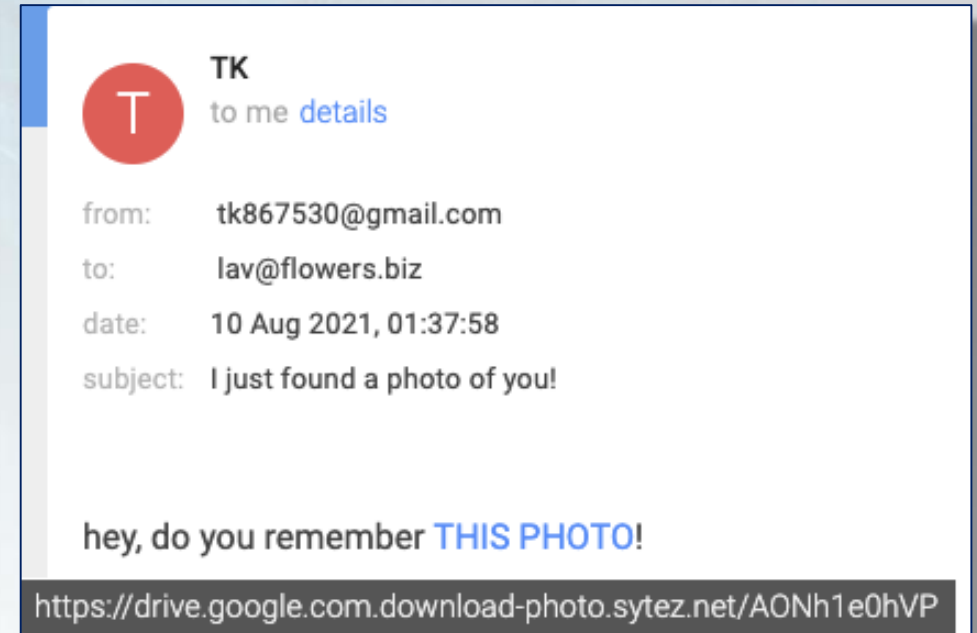 T
TK
to me details
from: tk867530@gmail.com
to: lav@flowers.biz
date: 10 Aug 2021, 01:37:58
subject: I just found a photo of you!
hey, do you remember THIS PHOTO!
https://drive.google.com.download-photo.sytez.net/AONh1e0hVP